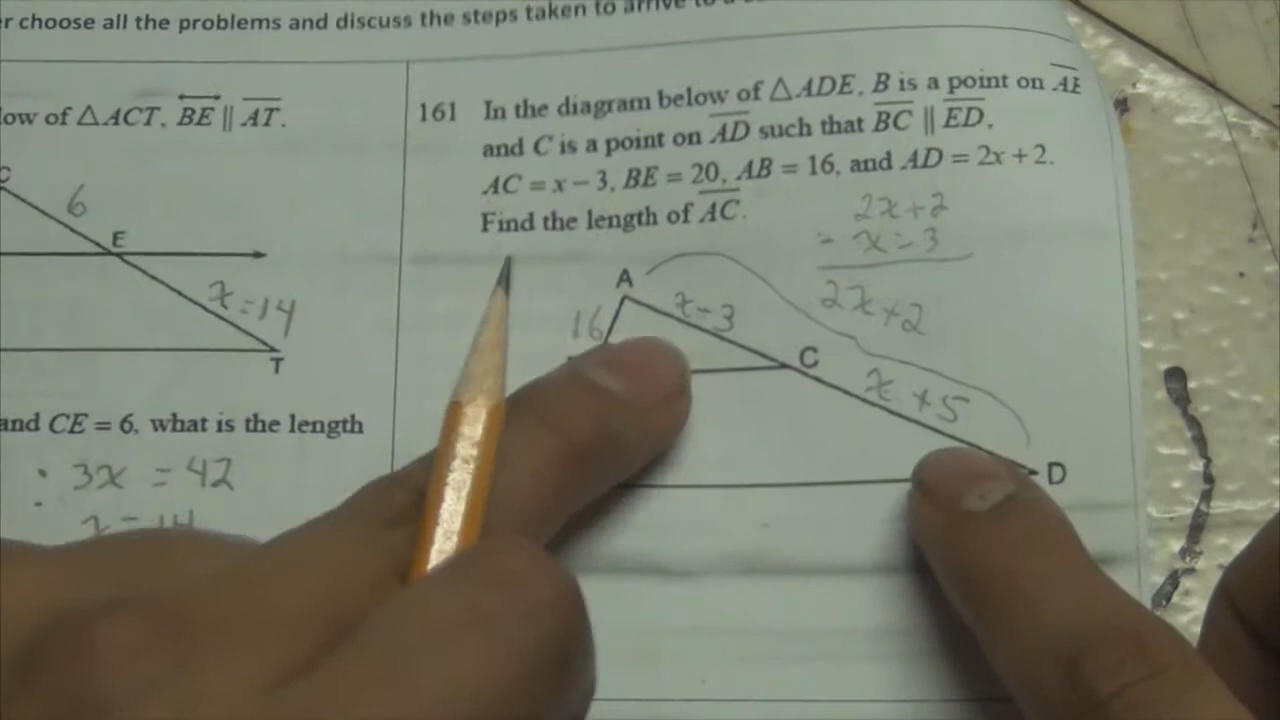 r choose all the problems and discuss the steps taken to arrive to a
ow of △ACT, BE ∥ AT.
C
6
E
x = 14
T
and CE = 6, what is the length
: 3x = 42
x = 14
161 In the diagram below of △ADE, B is a point on AE
and C is a point on AD such that BC ∥ ED,
AC = x − 3, BE = 20, AB = 16, and AD = 2x + 2.
Find the length of AC.
2x+2
- x-3
2x+2
A
16
x-3
C
x+5
D